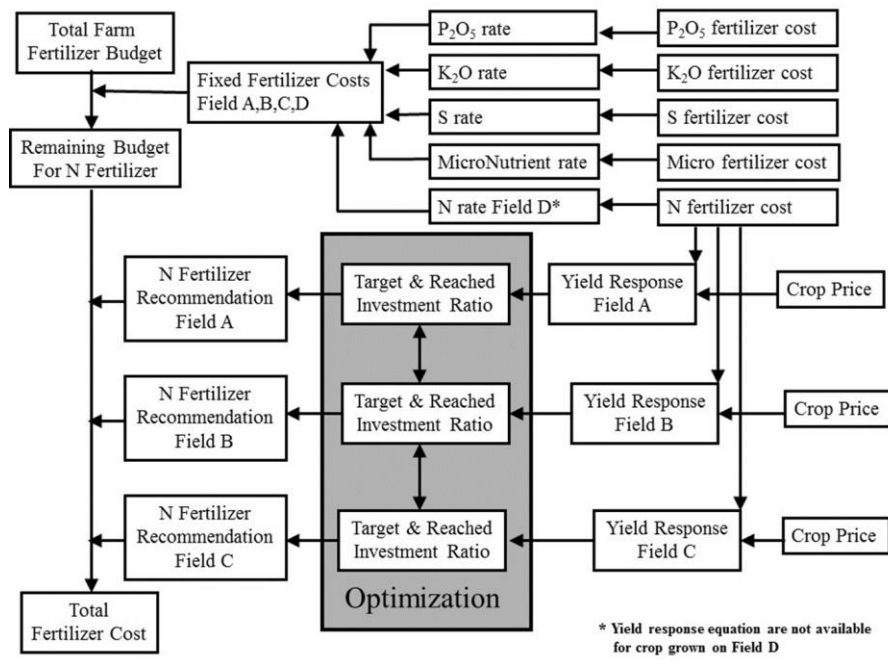 Total Farm
Fertilizer Budget
P₂O₅ rate
P₂O₅ fertilizer cost
Fixed Fertilizer Costs
Field A,B,C,D
K₂O rate
K₂O fertilizer cost
S rate
S fertilizer cost
Remaining Budget
For N Fertilizer
MicroNutrient rate
Micro fertilizer cost
N rate Field D*
N fertilizer cost
N Fertilizer
Recommendation
Field A
Target & Reached
Investment Ratio
Yield Response
Field A
Crop Price
N Fertilizer
Recommendation
Field B
Target & Reached
Investment Ratio
Yield Response
Field B
Crop Price
N Fertilizer
Recommendation
Field C
Target & Reached
Investment Ratio
Yield Response
Field C
Crop Price
Optimization
Total
Fertilizer Cost
* Yield response equation are not available
for crop grown on Field D